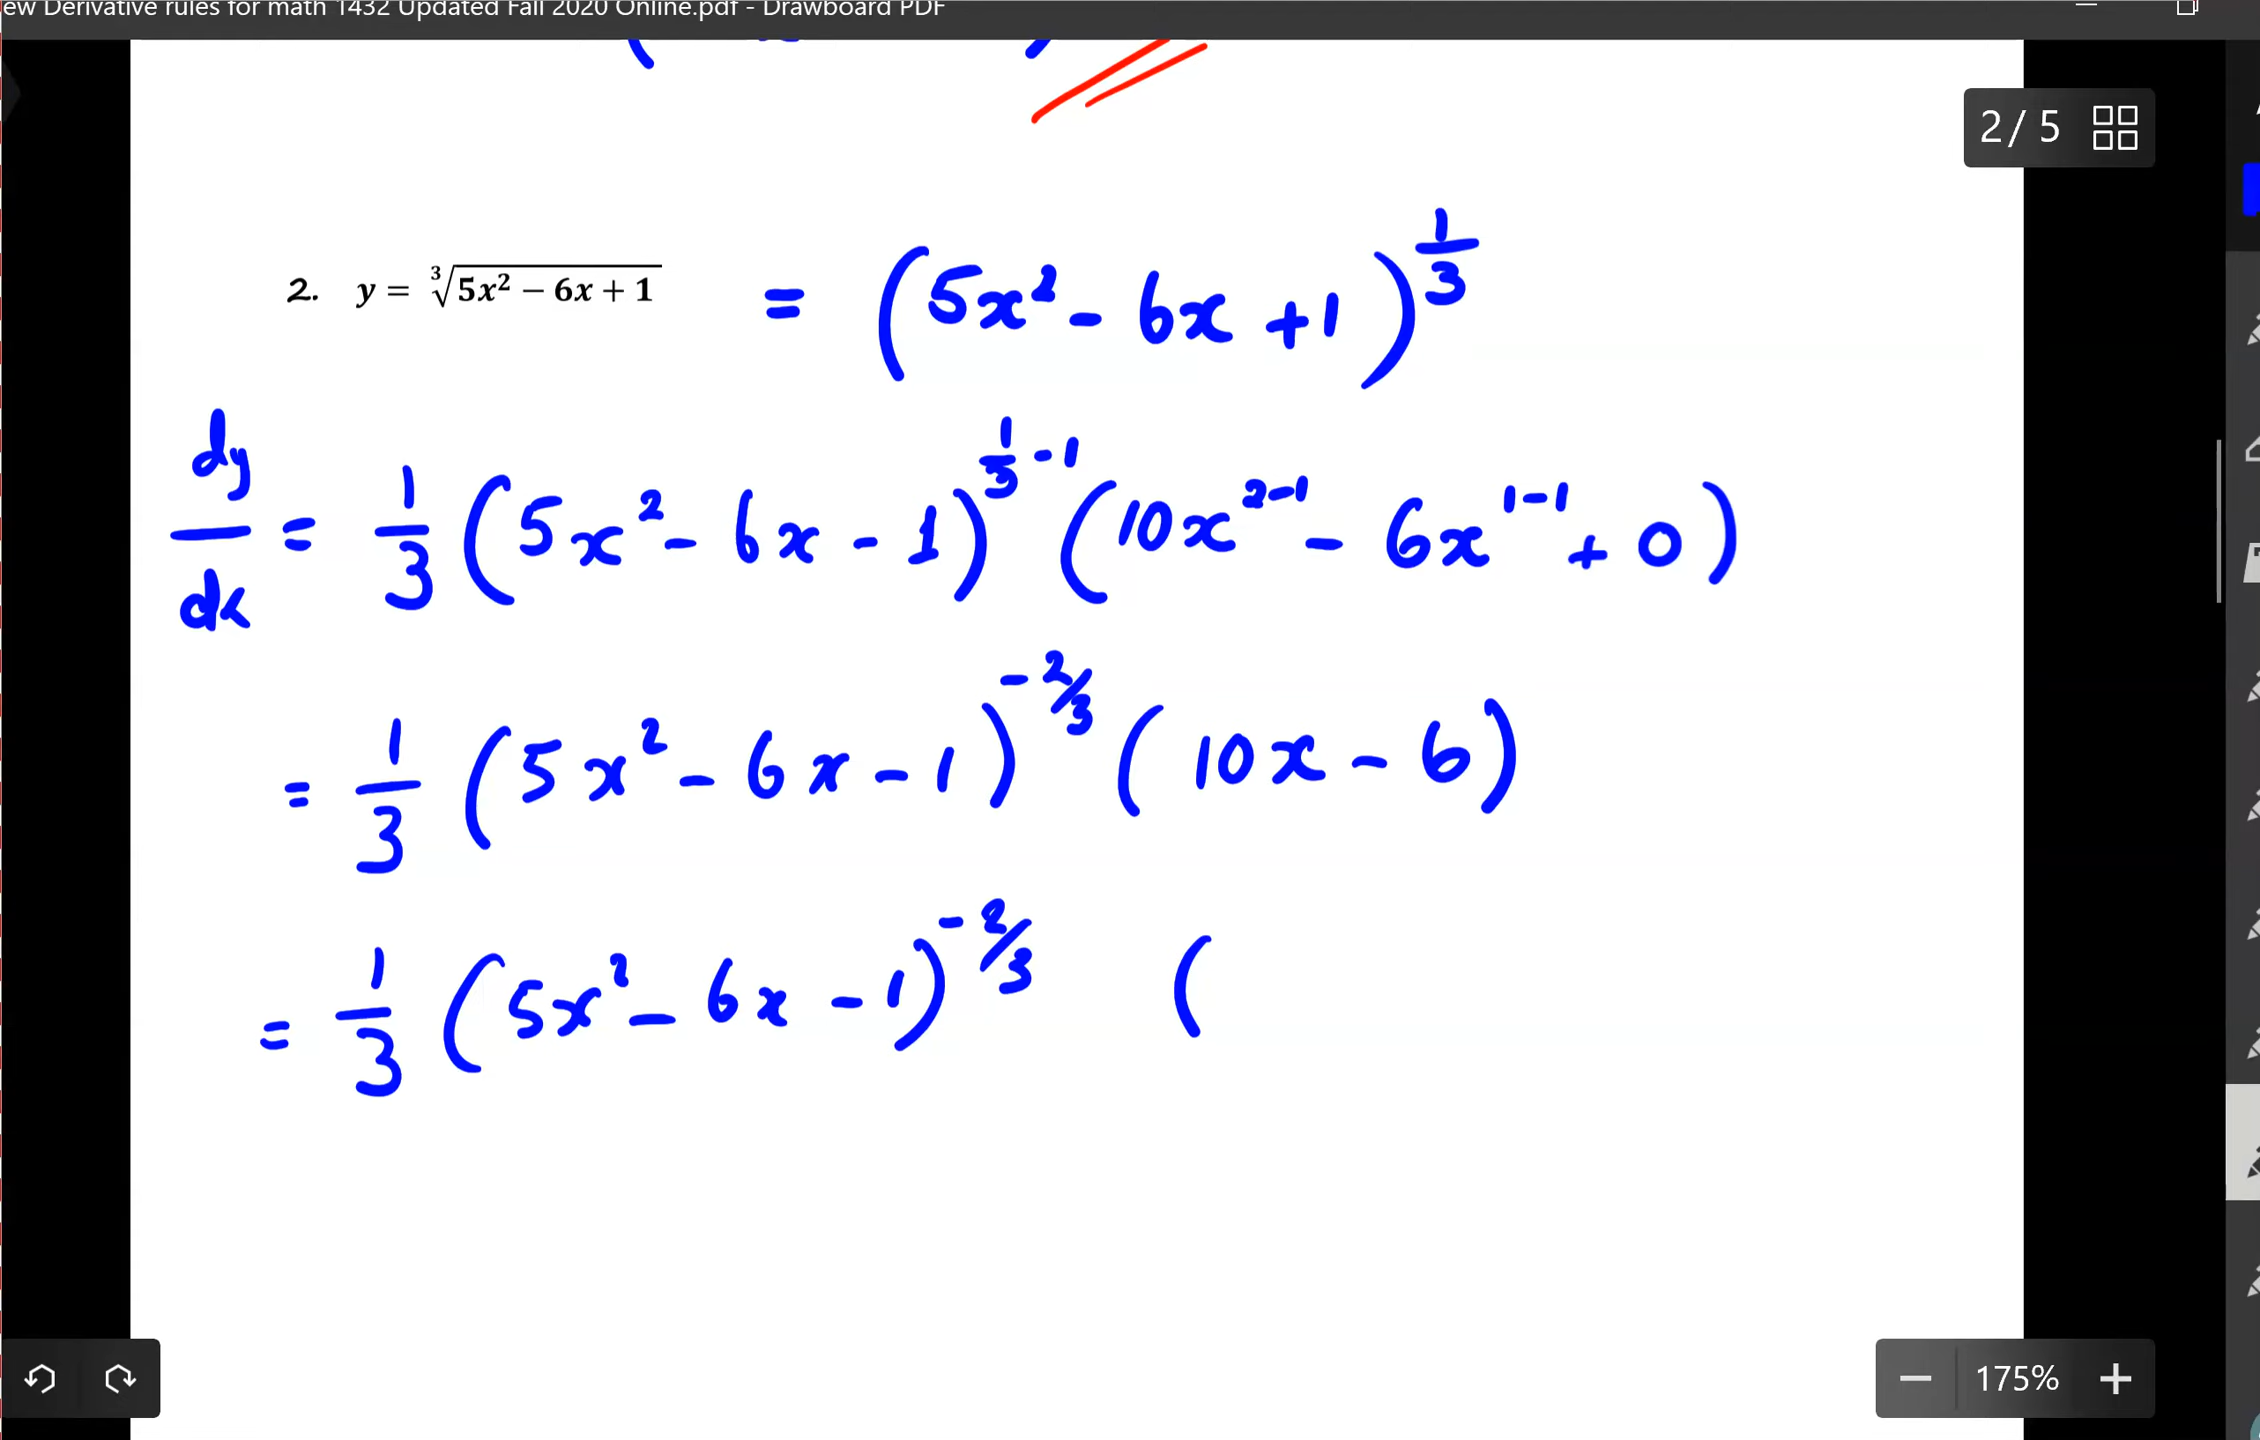 ew Derivative rules for math 1432 Updated Fall 2020 Online.pdf - Drawboard PDF
2 / 5
2. y = ∛(5x² − 6x + 1) = (5x² - 6x + 1)^(1/3)
dy/dx = 1/3 (5x² - 6x - 1)^(1/3 - 1) (10x^(2-1) - 6x^(1-1) + 0)
= 1/3 (5x² - 6x - 1)^(-2/3) (10x - 6)
= 1/3 (5x² - 6x - 1)^(-2/3) (
175%